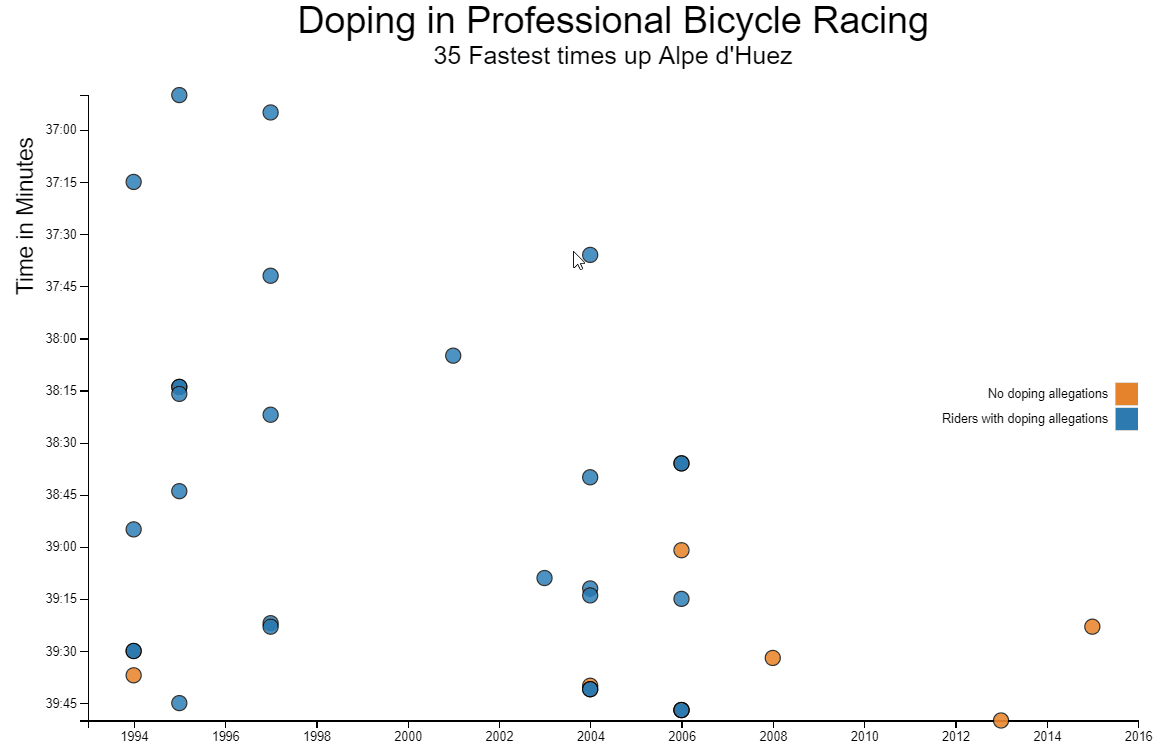 Doping in Professional Bicycle Racing
35 Fastest times up Alpe d'Huez
Time in Minutes
37:00
37:15
37:30
37:45
38:00
38:15
38:30
38:45
39:00
39:15
39:30
39:45
No doping allegations
Riders with doping allegations
1994 1996 1998 2000 2002 2004 2006 2008 2010 2012 2014 2016